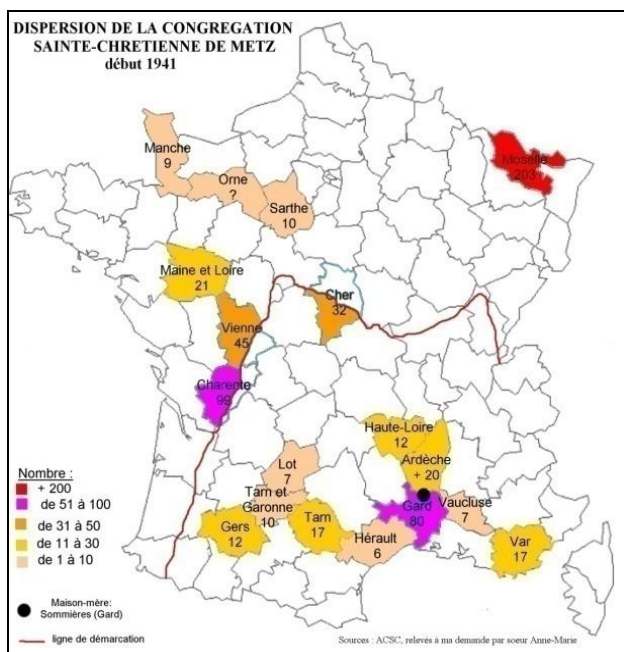 DISPERSION DE LA CONGREGATION
SAINTE-CHRETIENNE DE METZ
début 1941
Manche
9
Orne
?
Sarthe
10
Moselle
203
Maine et Loire
21
Cher
32
Vienne
45
Charente
99
Haute-Loire
12
Ardèche
+ 20
Lot
7
Tarn et
Garonne
10
Gard
80
Vaucluse
7
Gers
12
Tarn
17
Hérault
6
Var
17
Nombre :
+ 200
de 51 à 100
de 31 à 50
de 11 à 30
de 1 à 10
Maison-mère:
Sommières (Gard)
ligne de démarcation
Sources : ACSC, relevés à ma demande par soeur Anne-Marie